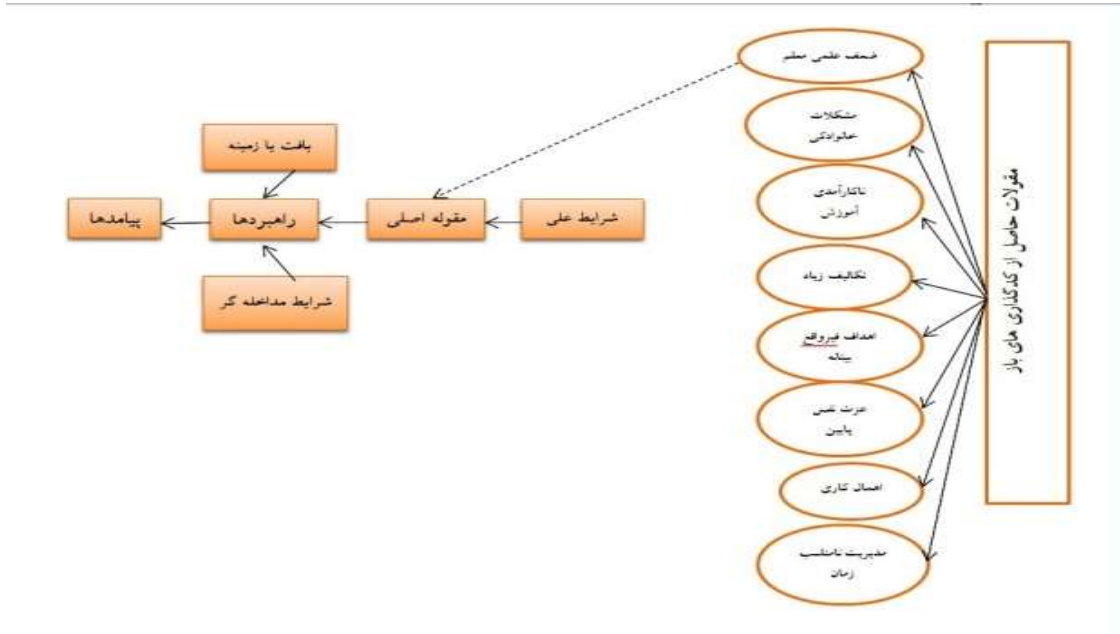 مقولات حاصل از کدگذاری های باز
ضعف علمی معلم
مشکلات
خانوادگی
ناکارآمدی
آموزش
تکالیف زیاد
اهداف غیرواقع
بینانه
عزت نفس
پایین
اهمال کاری
مدیریت نامناسب
زمان
بافت یا زمینه
شرایط علی
مقوله اصلی
راهبردها
پیامدها
شرایط مداخله گر